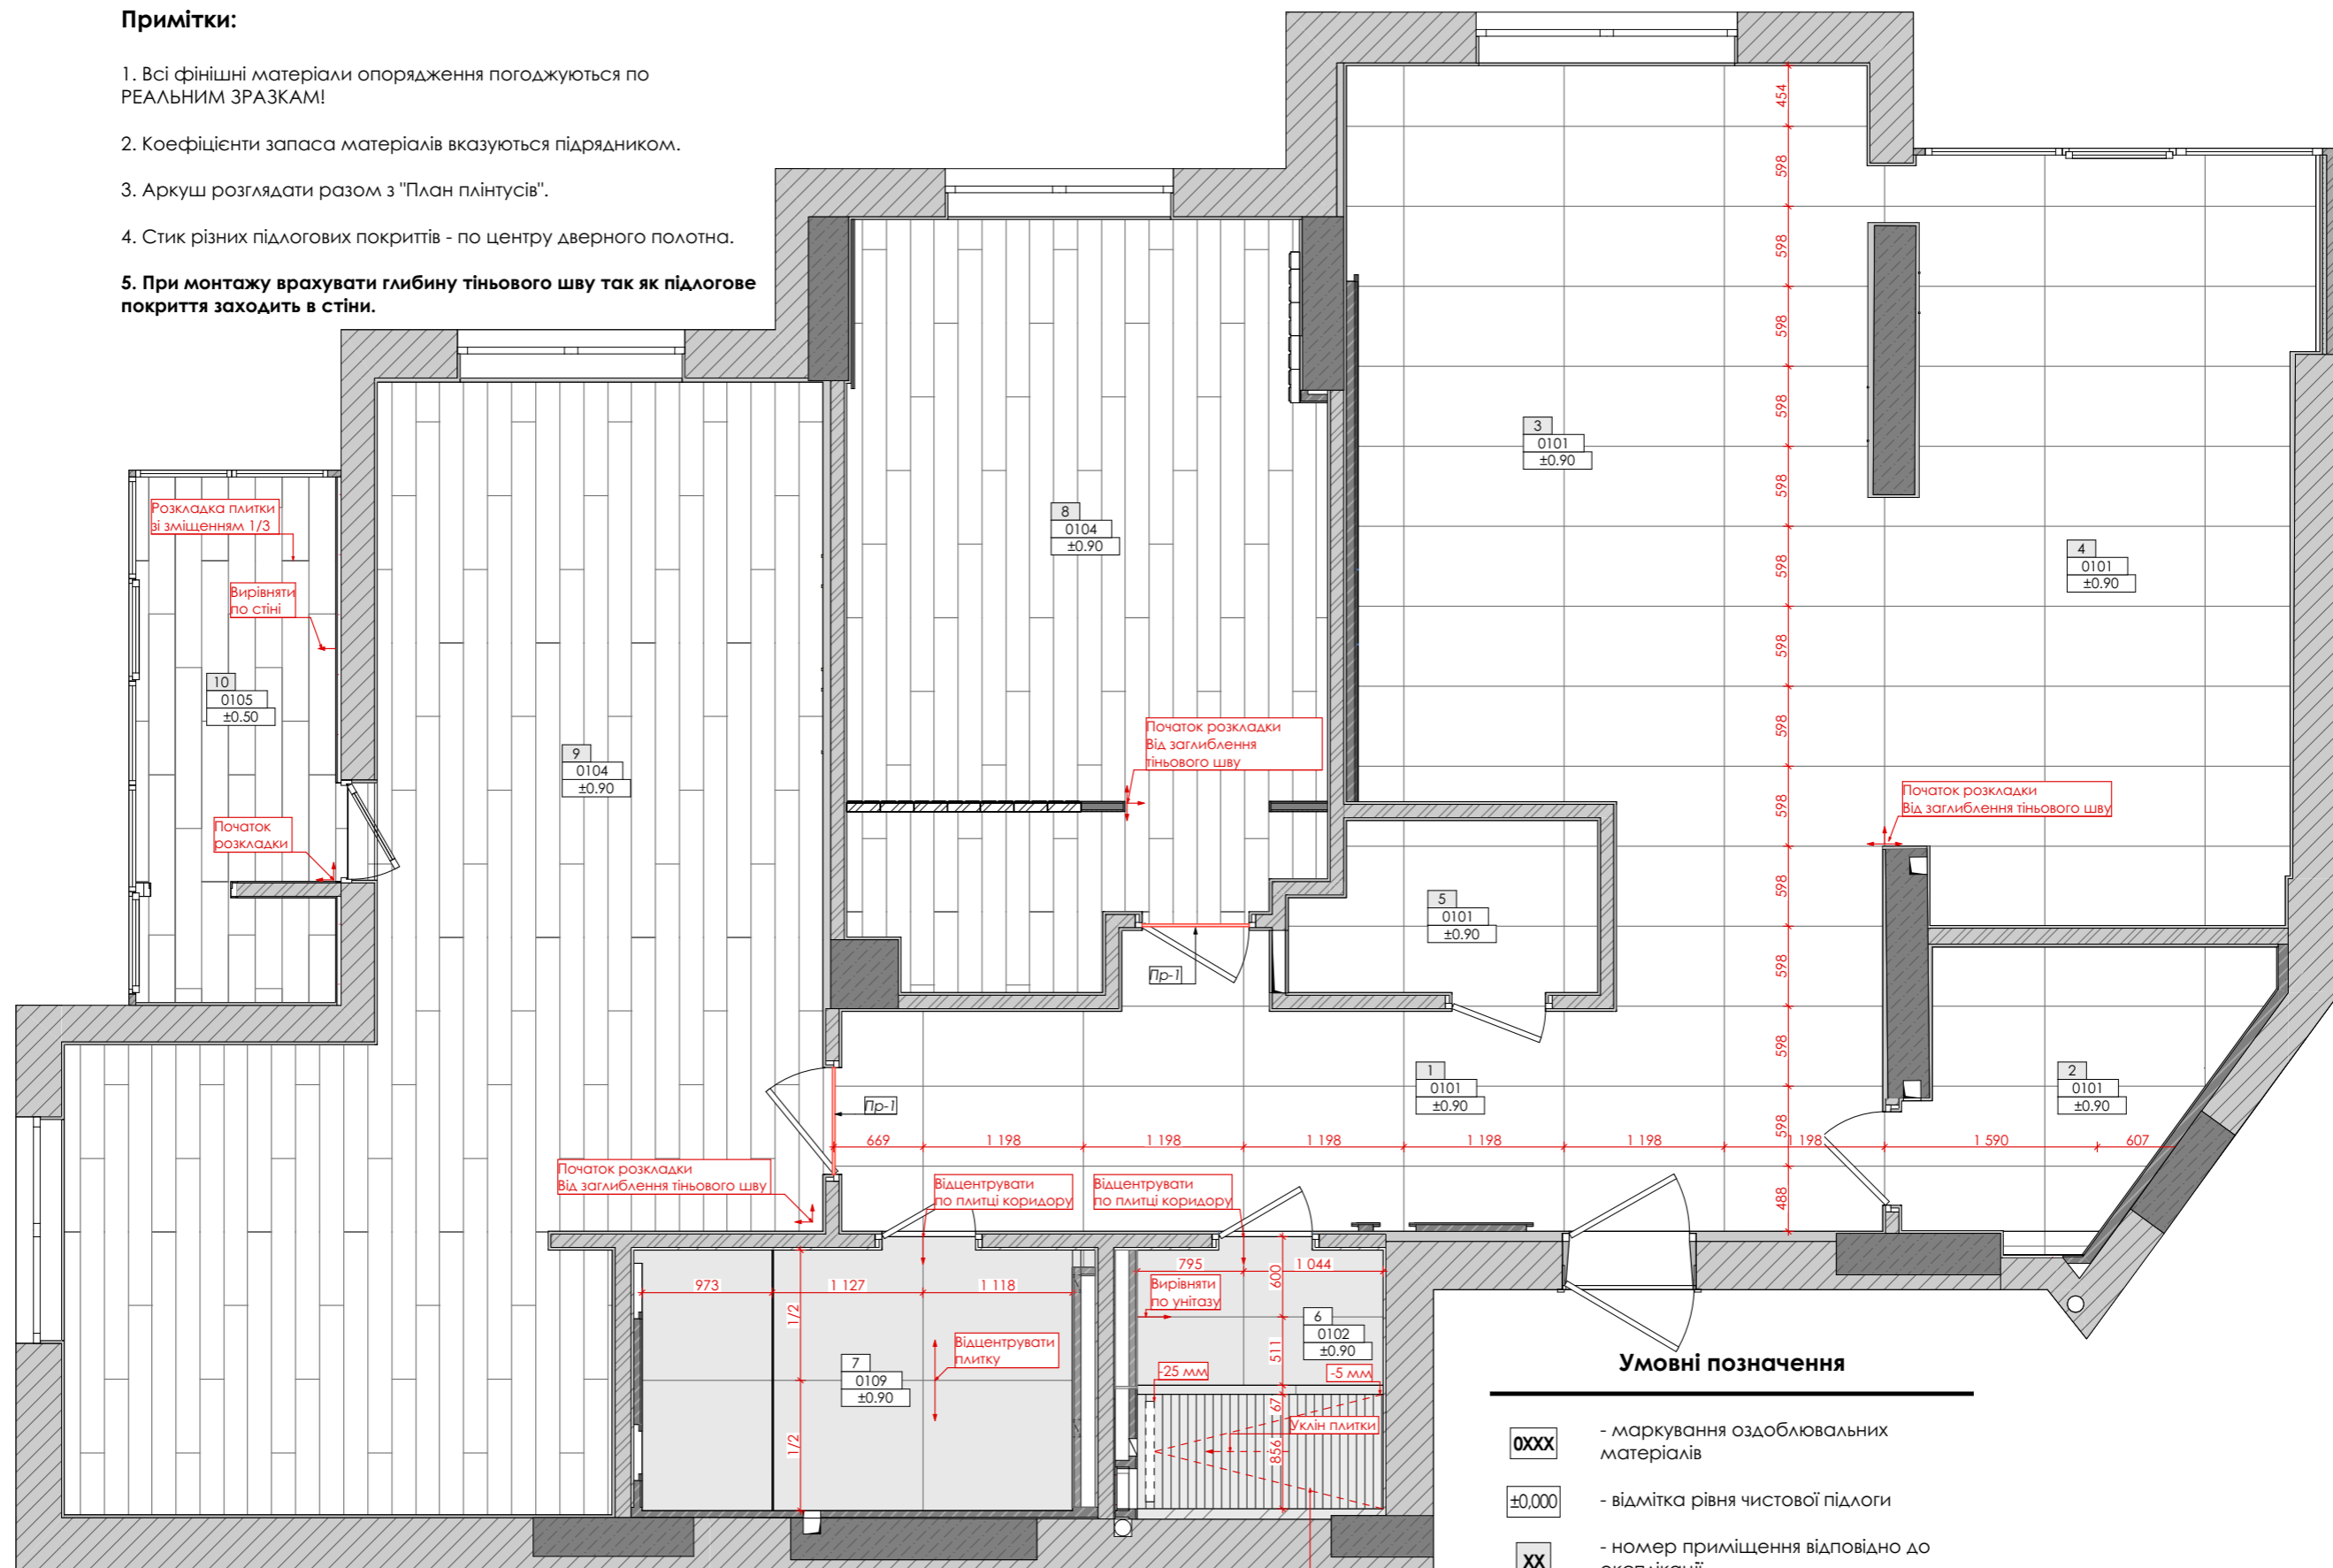 Примітки:
1. Всі фінішні матеріали опорядження погоджуються по
РЕАЛЬНИМ ЗРАЗКАМ!
2. Коефіцієнти запаса матеріалів вказуються підрядником.
3. Аркуш розглядати разом з "План плінтусів".
4. Стик різних підлогових покриттів - по центру дверного полотна.
5. При монтажу врахувати глибину тіньового шву так як підлогове
покриття заходить в стіни.
454
598
598
598
598
598
598
598
598
598
598
598
598
598
488
3
0101
±0.90
4
0101
±0.90
8
0104
±0.90
Розкладка плитки
зі зміщенням 1/3
Вирівняти
по стіні
10
0105
±0.50
Початок
розкладки
9
0104
±0.90
Початок розкладки
Від заглиблення
тіньового шву
Початок розкладки
Від заглиблення тіньового шву
5
0101
±0.90
Пр-1
1
0101
±0.90
2
0101
±0.90
Пр-1
669
1 198
1 198
1 198
1 198
1 198
1 198
1 590
607
Початок розкладки
Від заглиблення тіньового шву
Відцентрувати
по плитці коридору
Відцентрувати
по плитці коридору
973
1 127
1 118
1/2
1/2
Відцентрувати
плитку
7
0109
±0.90
795
1 044
600
Вирівняти
по унітазу
6
0102
±0.90
511
-25 мм
-5 мм
67
Уклін плитки
856
Умовні позначення
0XXX
- маркування оздоблювальних
матеріалів
±0,000
- відмітка рівня чистової підлоги
XX
- номер приміщення відповідно до
експлікації